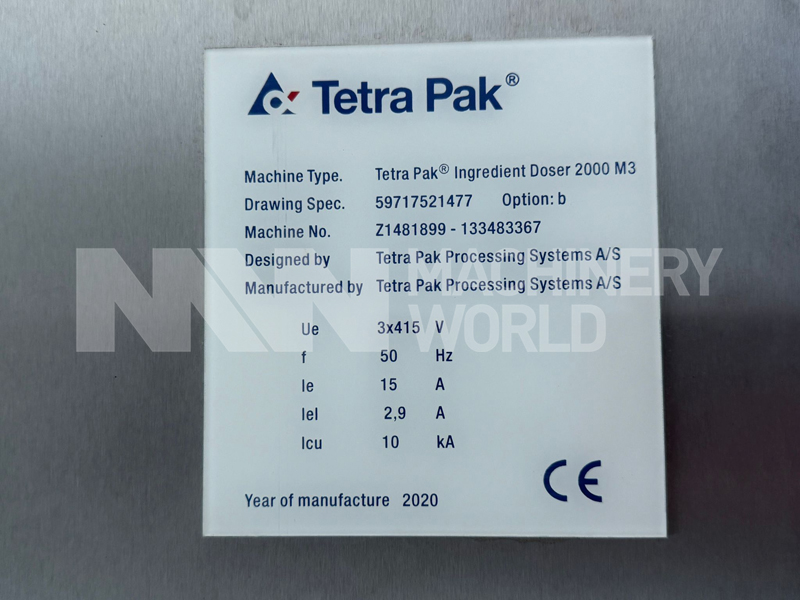 Tetra Pak®
Machine Type. Tetra Pak® Ingredient Doser 2000 M3
Drawing Spec. 59717521477 Option: b
Machine No. Z1481899 - 133483367
Designed by Tetra Pak Processing Systems A/S
Manufactured by Tetra Pak Processing Systems A/S
MW MACHINERY
WORLD
Ue 3x415 V
f 50 Hz
Ie 15 A
Iel 2,9 A
Icu 10 kA
CE
Year of manufacture 2020